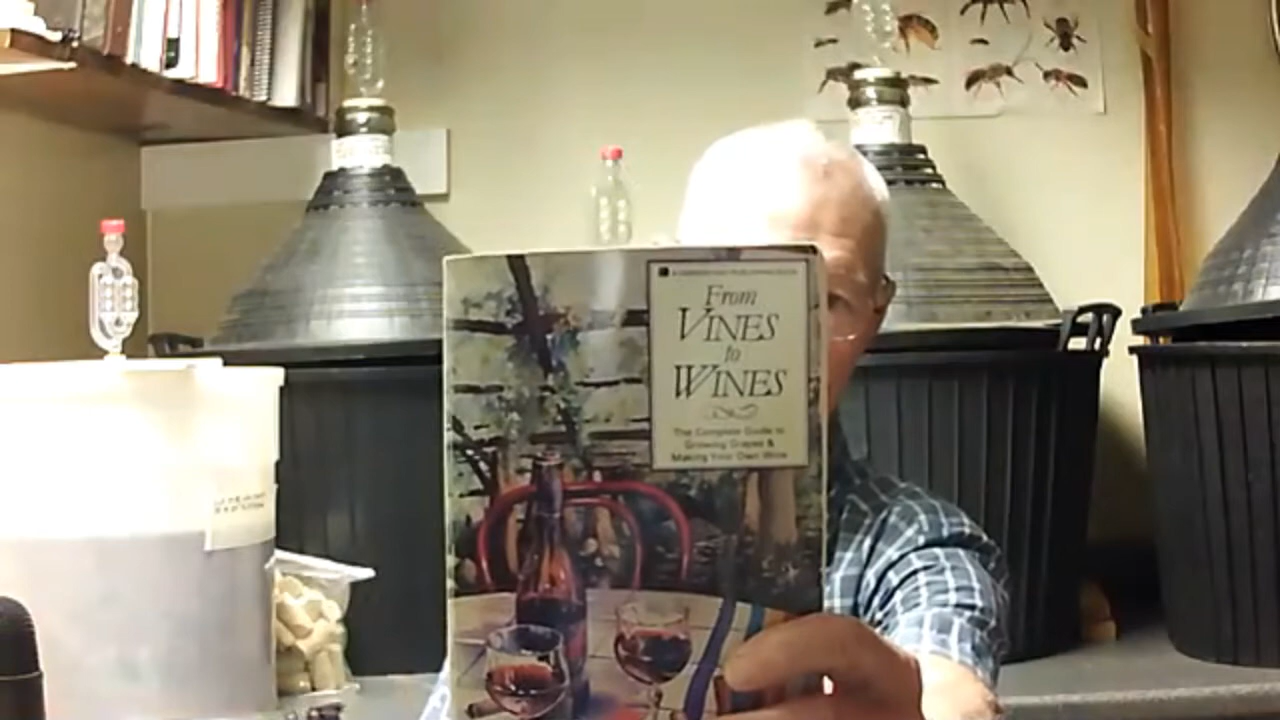 From
VINES
to
WINES
The Complete Guide to
Growing Grapes &
Making Your Own Wine